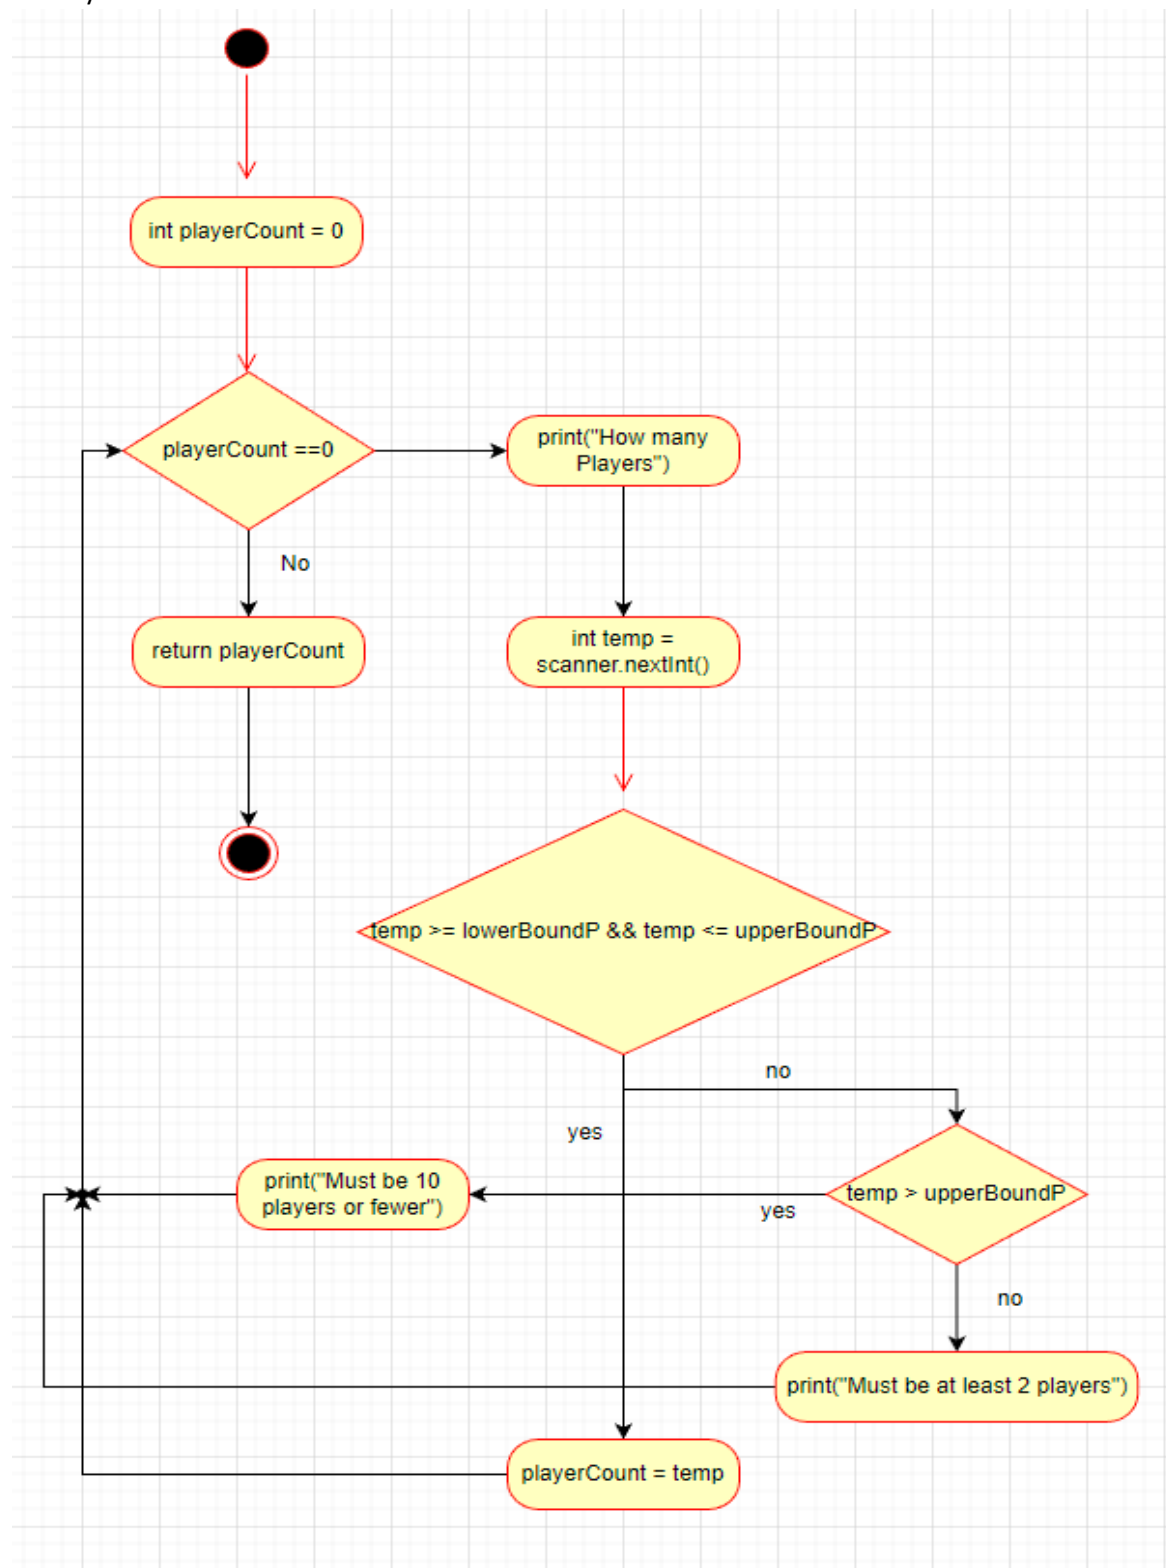 int playerCount = 0
playerCount ==0
print("How many
Players")
No
return playerCount
int temp =
scanner.nextInt()
temp >= lowerBoundP && temp <= upperBoundP
no
yes
print("Must be 10
players or fewer")
temp > upperBoundP
yes
no
print("Must be at least 2 players")
playerCount = temp